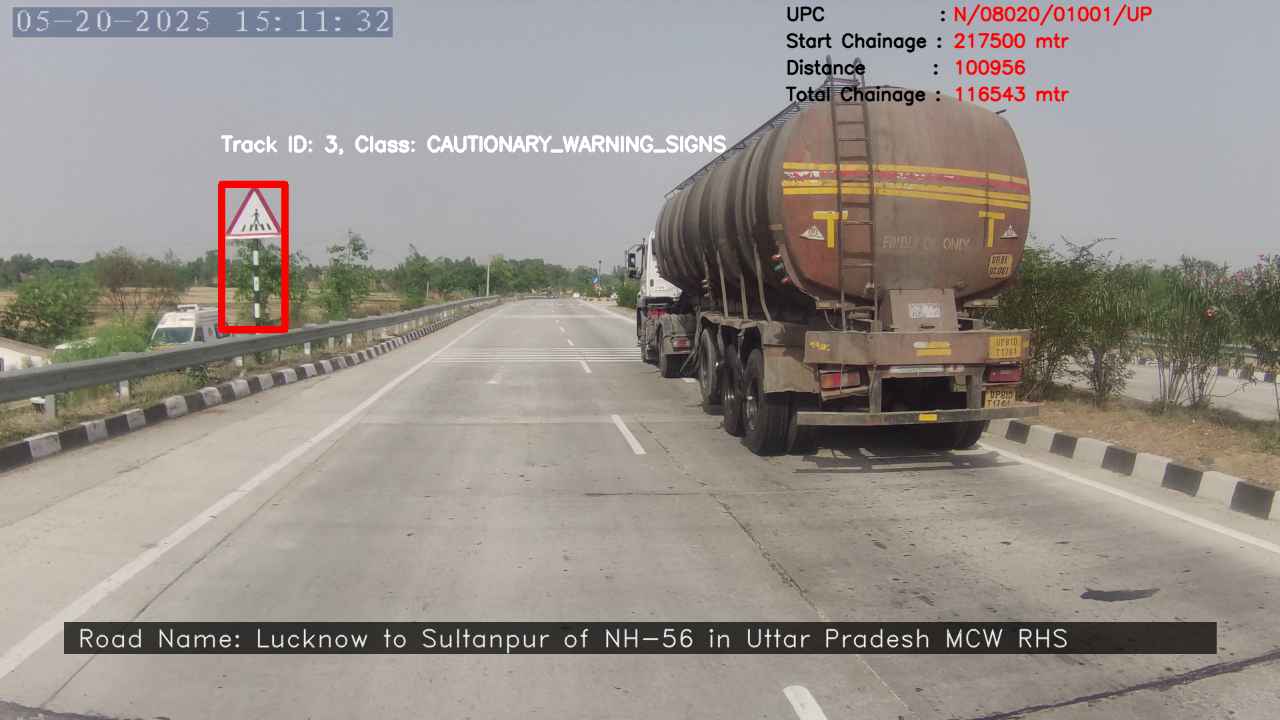 05-20-2025 15:11:32
UPC : N/08020/01001/UP
Start Chainage : 217500 mtr
Distance : 100956
Total Chainage : 116543 mtr
Track ID: 3, Class: CAUTIONARY_WARNING_SIGNS
Road Name: Lucknow to Sultanpur of NH-56 in Uttar Pradesh MCW RHS